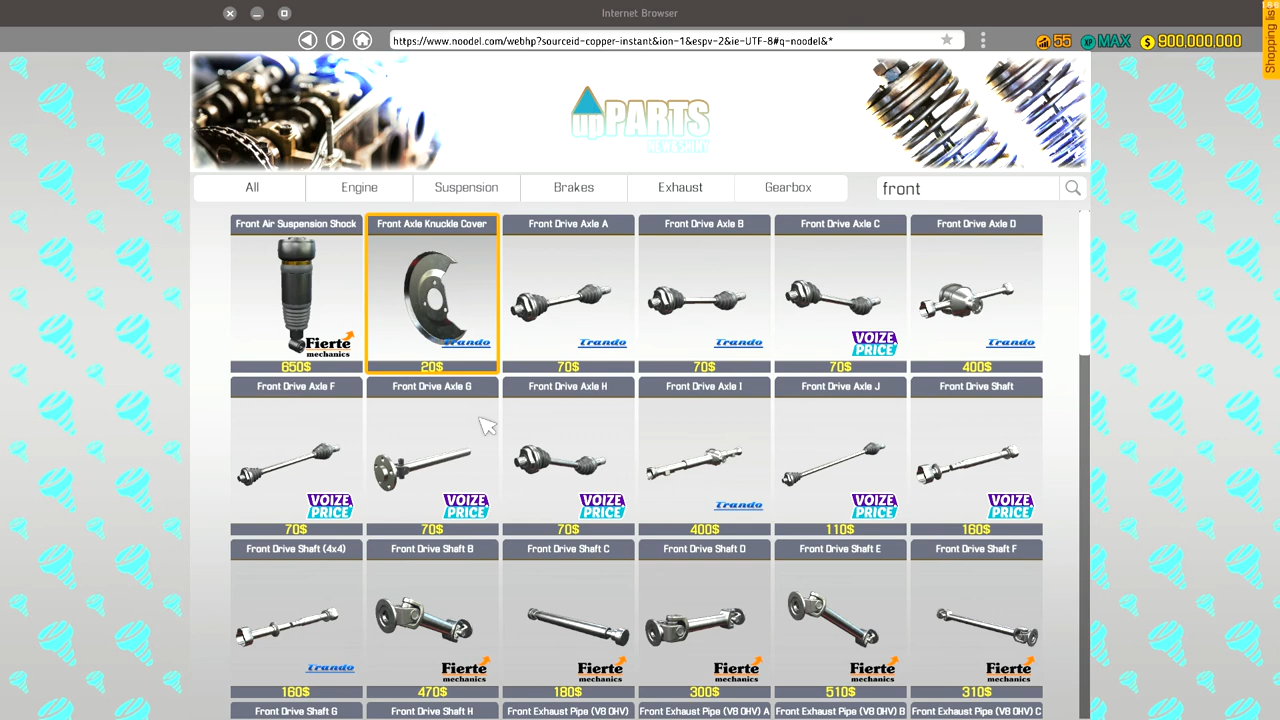 Internet Browser
Shopping list
https://www.noodel.com/webhp?sourceid-copper-instant&ion-1&espv-2&ie-UTF-8#q-noodel&*
55
XP MAX
$ 900,000,000
upPARTS
NEW & SHINY
All
Engine
Suspension
Brakes
Exhaust
Gearbox
front
Front Air Suspension Shock
Front Axle Knuckle Cover
Front Drive Axle A
Front Drive Axle B
Front Drive Axle C
Front Drive Axle D
Fierte mechanics
Trando
Trando
Trando
VOIZE PRICE
Trando
650$
20$
70$
70$
70$
400$
Front Drive Axle F
Front Drive Axle G
Front Drive Axle H
Front Drive Axle I
Front Drive Axle J
Front Drive Shaft
VOIZE PRICE
VOIZE PRICE
VOIZE PRICE
Trando
VOIZE PRICE
VOIZE PRICE
70$
70$
70$
400$
110$
160$
Front Drive Shaft (4x4)
Front Drive Shaft B
Front Drive Shaft C
Front Drive Shaft D
Front Drive Shaft E
Front Drive Shaft F
Trando
Fierte mechanics
Fierte mechanics
Fierte mechanics
Fierte mechanics
Fierte mechanics
160$
470$
180$
300$
510$
310$
Front Drive Shaft G
Front Drive Shaft H
Front Exhaust Pipe (V8 OHV)
Front Exhaust Pipe (V8 OHV) A
Front Exhaust Pipe (V8 OHV) B
Front Exhaust Pipe (V8 OHV) C